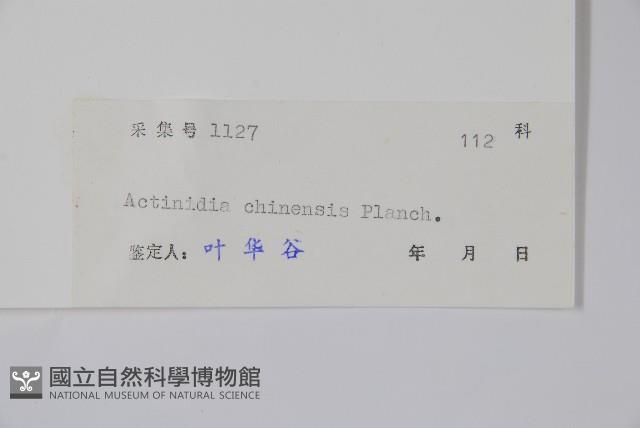 采集号 1127 112 科
Actinidia chinensis Planch.
鉴定人: 叶华谷 年 月 日
國立自然科學博物館
NATIONAL MUSEUM OF NATURAL SCIENCE